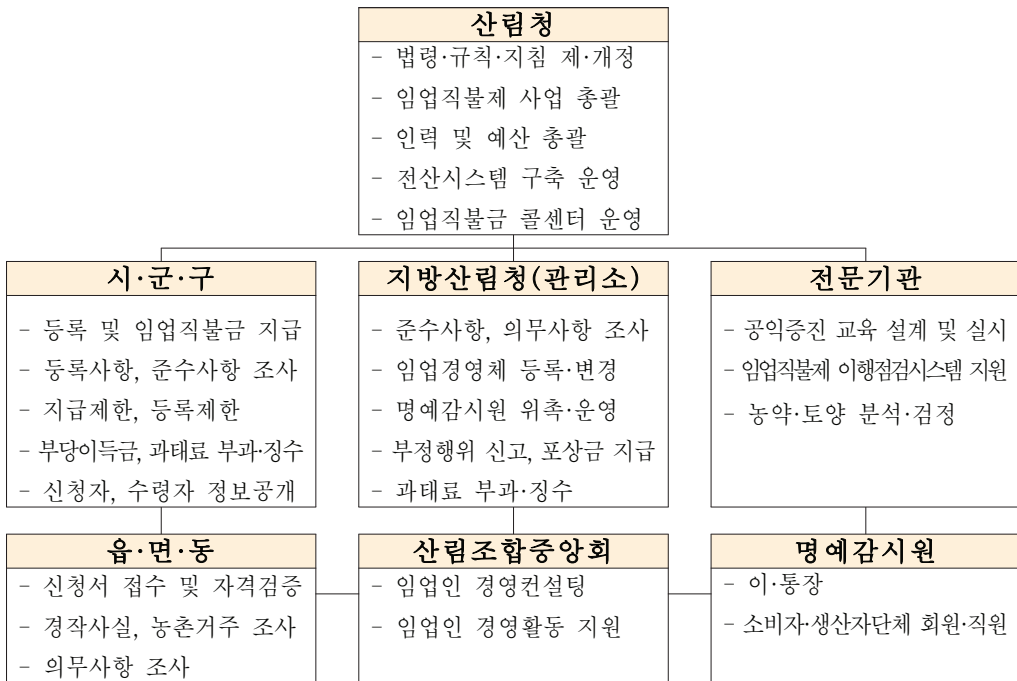 산림청
- 법령·규칙·지침 제·개정
- 임업직불제 사업 총괄
- 인력 및 예산 총괄
- 전산시스템 구축 운영
- 임업직불금 콜센터 운영
시·군·구
- 등록 및 임업직불금 지급
- 등록사항, 준수사항 조사
- 지급제한, 등록제한
- 부당이득금, 과태료 부과·징수
- 신청자, 수령자 정보공개
지방산림청(관리소)
- 준수사항, 의무사항 조사
- 임업경영체 등록·변경
- 명예감시원 위촉·운영
- 부정행위 신고, 포상금 지급
- 과태료 부과·징수
전문기관
- 공익증진 교육 설계 및 실시
- 임업직불제 이행점검시스템 지원
- 농약·토양 분석·검정
읍·면·동
- 신청서 접수 및 자격검증
- 경작사실, 농촌거주 조사
- 의무사항 조사
산림조합중앙회
- 임업인 경영컨설팅
- 임업인 경영활동 지원
명예감시원
- 이·통장
- 소비자·생산자단체 회원·직원